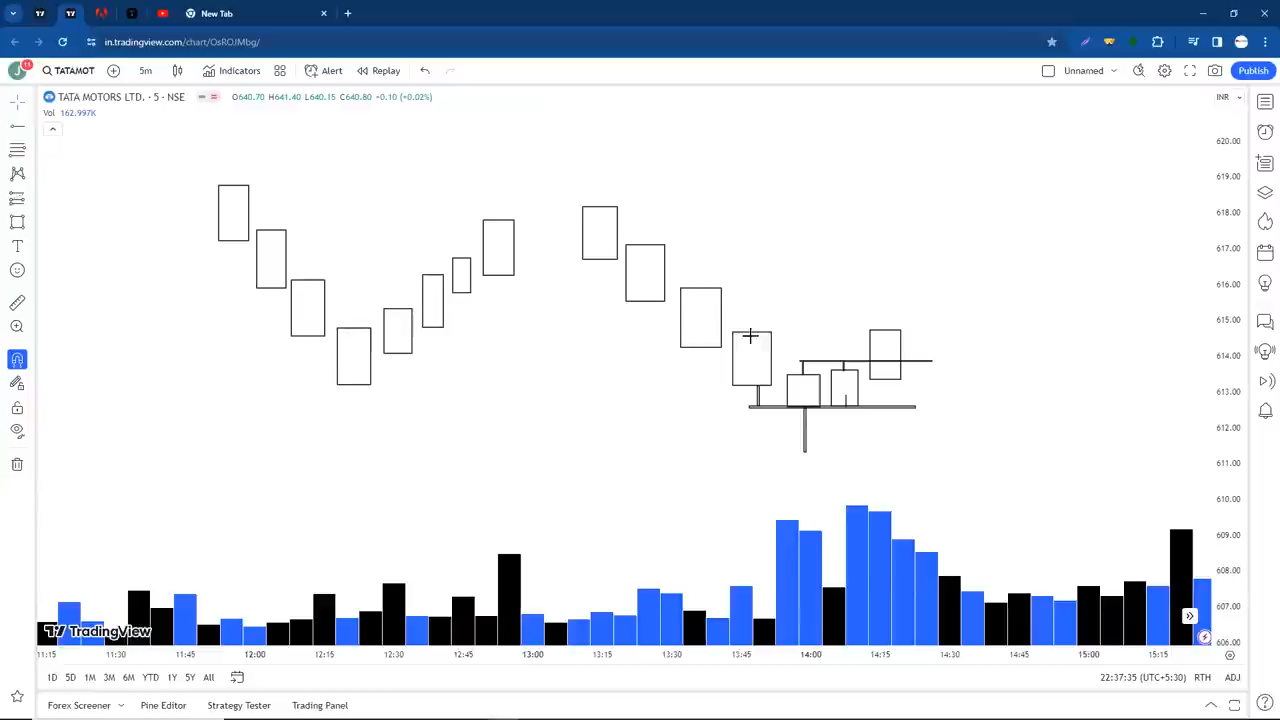 New Tab
in.tradingview.com/chart/OsROJMbg/
11
TATAMOT
5m
Indicators
Alert
Replay
Unnamed
Publish
TATA MOTORS LTD. · 5 · NSE
O640.70 H641.40 L640.15 C640.80 +0.10 (+0.02%)
INR
Vol 162.997K
620.00
619.00
618.00
617.00
616.00
615.00
614.00
613.00
612.00
611.00
610.00
609.00
608.00
607.00
606.00
TradingView
11:15
11:30
11:45
12:00
12:15
12:30
12:45
13:00
13:15
13:30
13:45
14:00
14:15
14:30
14:45
15:00
15:15
1D 5D 1M 3M 6M YTD 1Y 5Y All
22:37:35 (UTC+5:30) RTH ADJ
Forex Screener
Pine Editor
Strategy Tester
Trading Panel